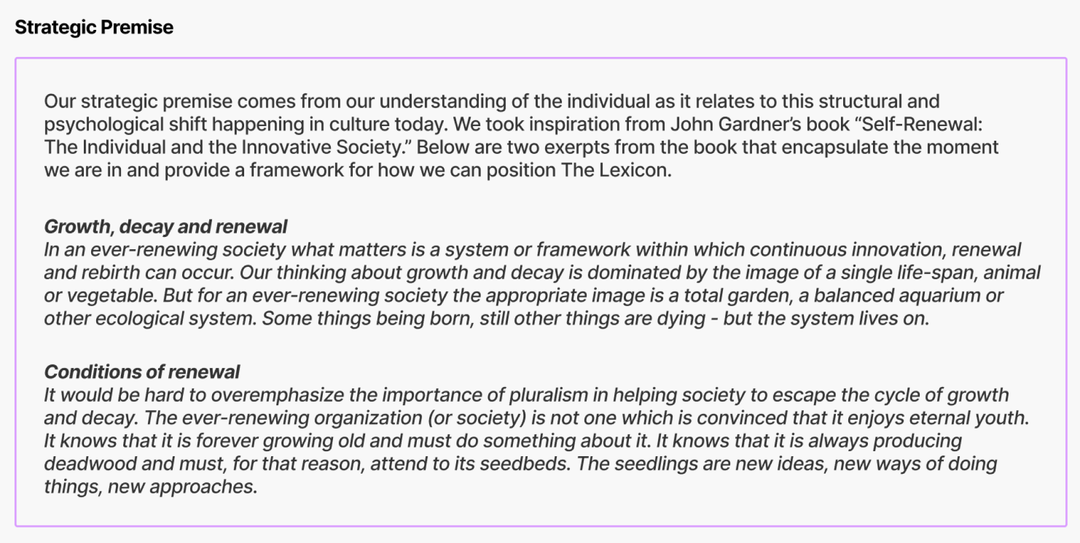 Strategic Premise
Our strategic premise comes from our understanding of the individual as it relates to this structural and
psychological shift happening in culture today. We took inspiration from John Gardner’s book “Self-Renewal:
The Individual and the Innovative Society.” Below are two exerpts from the book that encapsulate the moment
we are in and provide a framework for how we can position The Lexicon.
Growth, decay and renewal
In an ever-renewing society what matters is a system or framework within which continuous innovation, renewal
and rebirth can occur. Our thinking about growth and decay is dominated by the image of a single life-span, animal
or vegetable. But for an ever-renewing society the appropriate image is a total garden, a balanced aquarium or
other ecological system. Some things being born, still other things are dying - but the system lives on.
Conditions of renewal
It would be hard to overemphasize the importance of pluralism in helping society to escape the cycle of growth
and decay. The ever-renewing organization (or society) is not one which is convinced that it enjoys eternal youth.
It knows that it is forever growing old and must do something about it. It knows that it is always producing
deadwood and must, for that reason, attend to its seedbeds. The seedlings are new ideas, new ways of doing
things, new approaches.